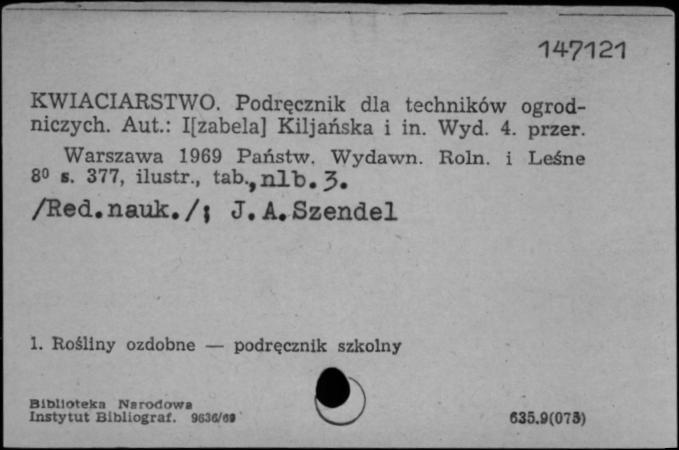 147121
KWIACIARSTWO. Podręcznik dla techników ogrod-
niczych. Aut.: I[zabela] Kiljańska i in. Wyd. 4. przer.
Warszawa 1969 Państw. Wydawn. Roln. i Leśne
8⁰ s. 377, ilustr., tab., nlb. 3.
/Red.nauk./; J.A.Szendel
1. Rośliny ozdobne — podręcznik szkolny
Biblioteka Narodowa
Instytut Bibliograf. 9636/69
635.9(075)